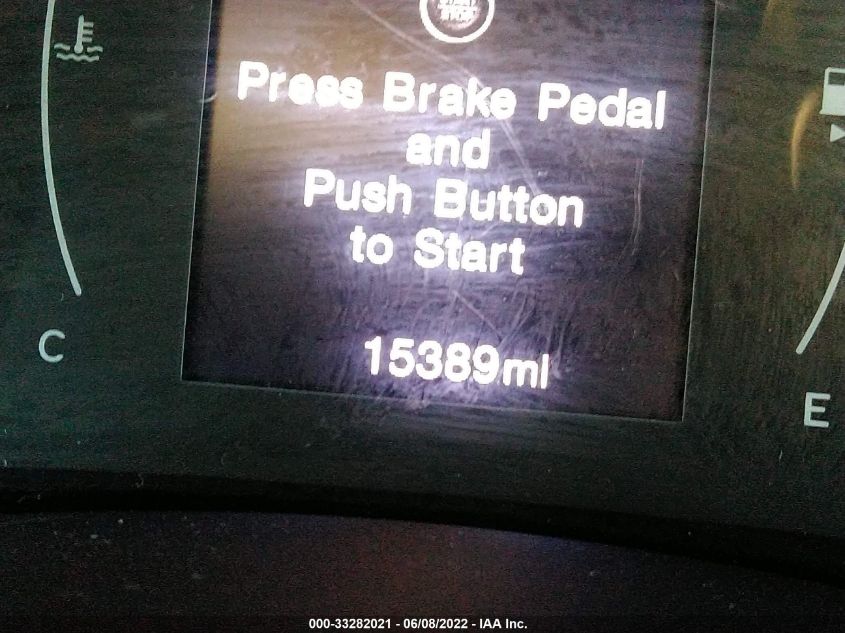 Press Brake Pedal
and
Push Button
to Start
15389mi
C
E
000-33282021 - 06/08/2022 - IAA Inc.